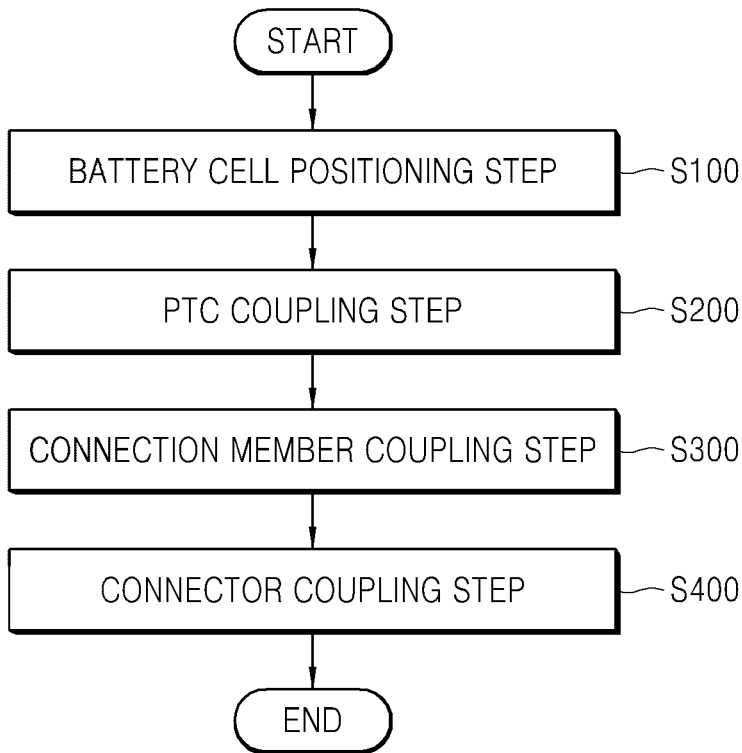 START
BATTERY CELL POSITIONING STEP
S100
PTC COUPLING STEP
S200
CONNECTION MEMBER COUPLING STEP
S300
CONNECTOR COUPLING STEP
S400
END